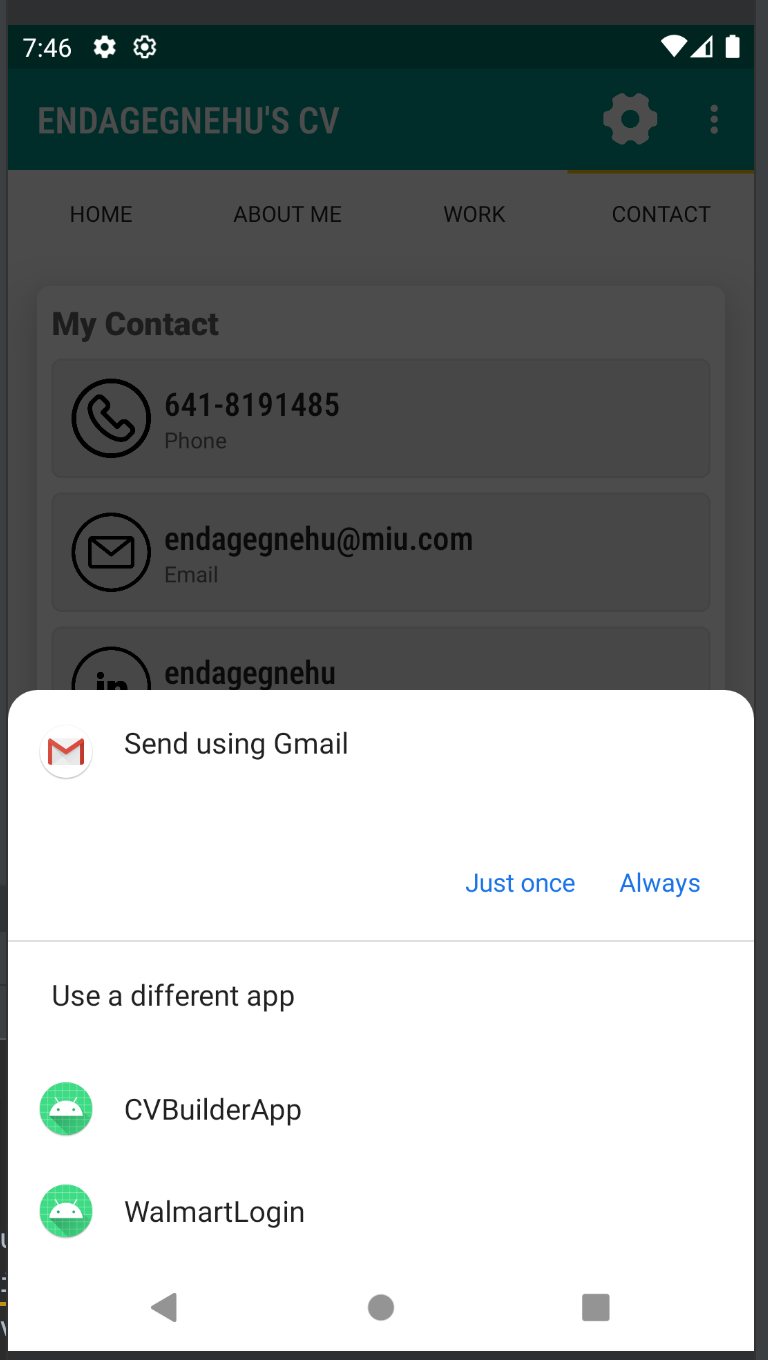 7:46
ENDAGEGNEHU'S CV
HOME ABOUT ME WORK CONTACT
My Contact
641-8191485
Phone
endagegnehu@miu.com
Email
in endagegnehu
Send using Gmail
Just once Always
Use a different app
CVBuilderApp
WalmartLogin